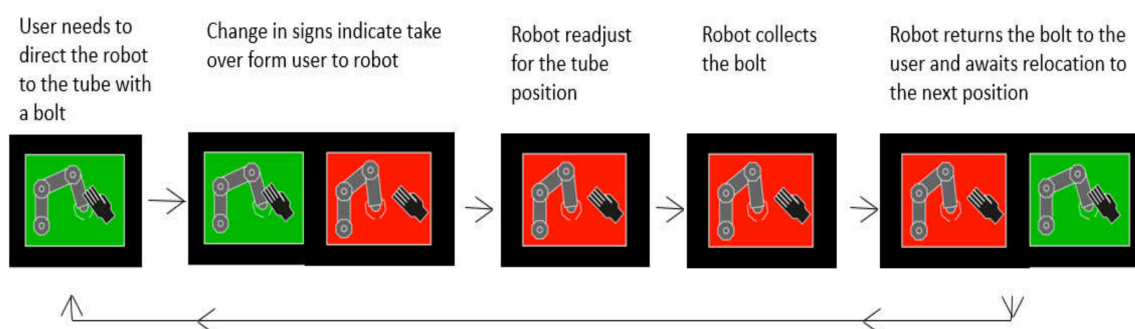 User needs to
direct the robot
to the tube with
a bolt
Change in signs indicate take
over form user to robot
Robot readjust
for the tube
position
Robot collects
the bolt
Robot returns the bolt to the
user and awaits relocation to
the next position